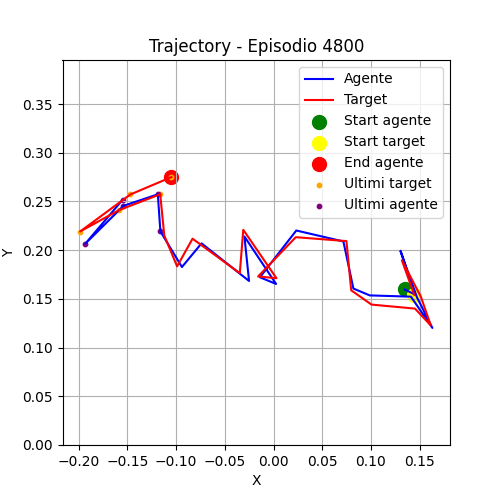 Trajectory - Episodio 4800
Agente
Target
Start agente
Start target
End agente
Ultimi target
Ultimi agente
Y
0.35
0.30
0.25
0.20
0.15
0.10
0.05
0.00
−0.20 −0.15 −0.10 −0.05 0.00 0.05 0.10 0.15
X